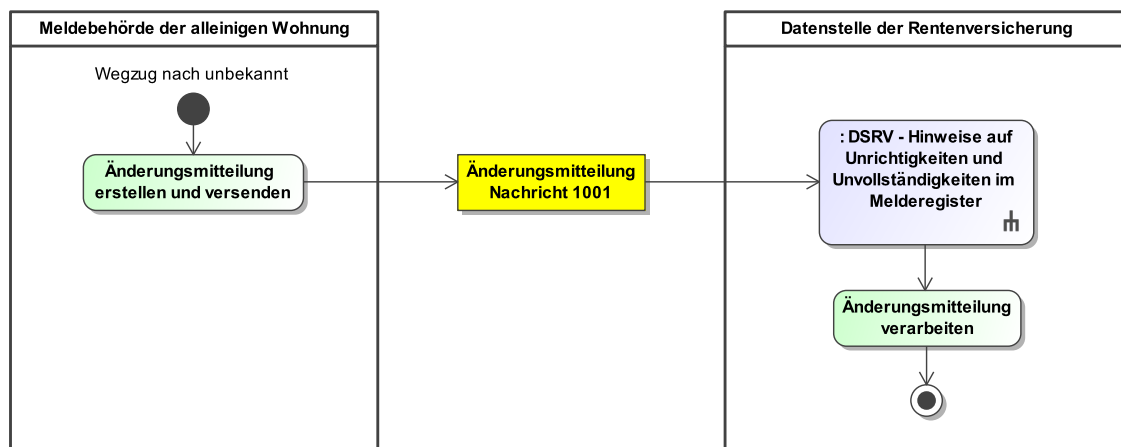 Meldebehörde der alleinigen Wohnung
Wegzug nach unbekannt
Änderungsmitteilung
erstellen und versenden
Änderungsmitteilung
Nachricht 1001
Datenstelle der Rentenversicherung
: DSRV - Hinweise auf
Unrichtigkeiten und
Unvollständigkeiten im
Melderegister
Änderungsmitteilung
verarbeiten